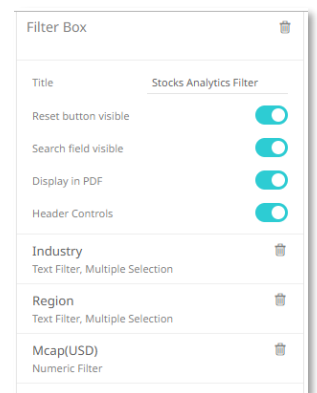 Filter Box
Title Stocks Analytics Filter
Reset button visible
Search field visible
Display in PDF
Header Controls
Industry
Text Filter, Multiple Selection
Region
Text Filter, Multiple Selection
Mcap(USD)
Numeric Filter